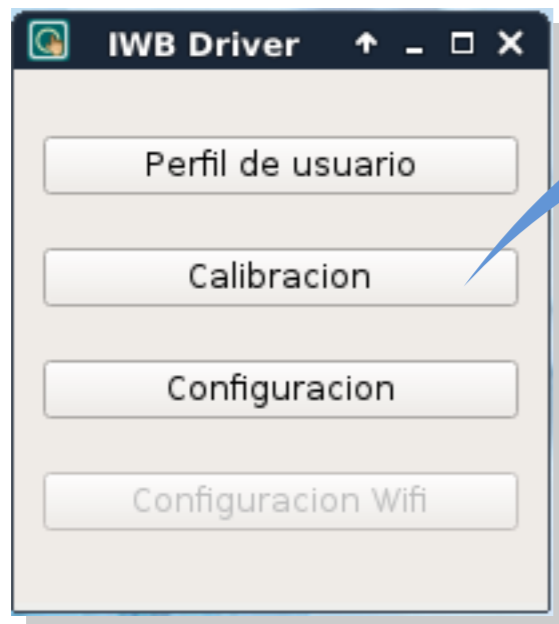 IWB Driver
Perfil de usuario
Calibracion
Configuracion
Configuracion Wifi